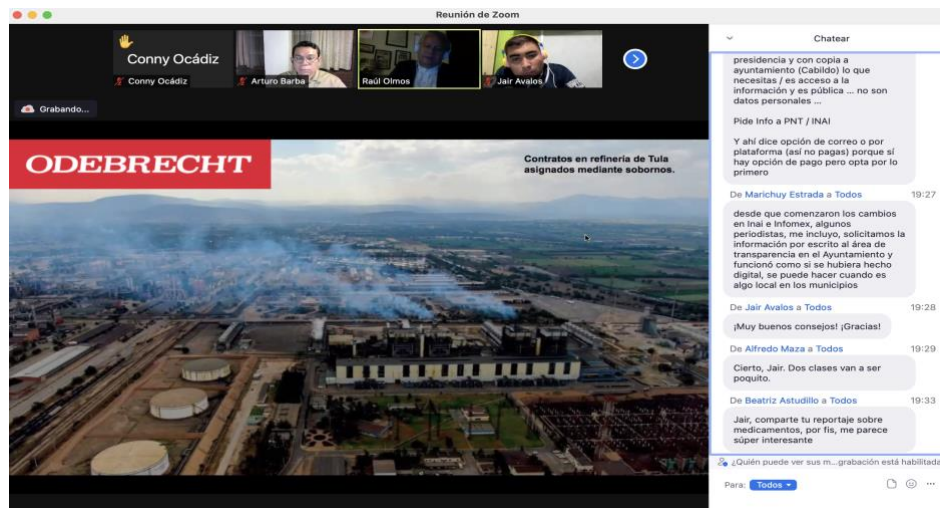 Reunión de Zoom
Conny Ocádiz
Conny Ocádiz
Arturo Barba
Raúl Olmos
Jair Avalos
Grabando...
ODEBRECHT
Contratos en refinería de Tula
asignados mediante sobornos.
Chatear
presidencia y con copia a
ayuntamiento (Cabildo) lo que
necesitas / es acceso a la
información y es pública ... no son
datos personales ...
Pide Info a PNT / INAI
Y ahí dice opción de correo o por
plataforma (así no pagas) porque sí
hay opción de pago pero opta por lo
primero
De Marichuy Estrada a Todos 19:27
desde que comenzaron los cambios
en Inai e Infomex, algunos
periodistas, me incluyo, solicitamos la
información por escrito al área de
transparencia en el Ayuntamiento y
funcionó como si se hubiera hecho
digital, se puede hacer cuando es
algo local en los municipios
De Jair Avalos a Todos 19:28
¡Muy buenos consejos! ¡Gracias!
De Alfredo Maza a Todos 19:29
Cierto, Jair. Dos clases van a ser
poquito.
De Beatriz Astudillo a Todos 19:33
Jair, comparte tu reportaje sobre
medicamentos, por fis, me parece
súper interesante
¿Quién puede ver sus m...grabación está habilitada
Para: Todos